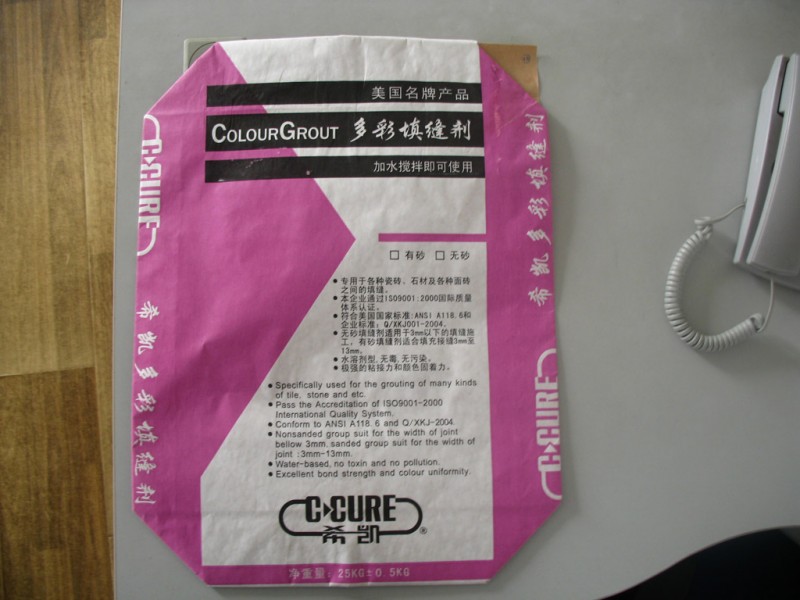 美国名牌产品
COLOURGROUT 多彩填缝剂
加水搅拌即可使用
□ 有砂 □ 无砂
● 专用于各种瓷砖、石材及各种面砖
之间的填缝。
● 本企业通过ISO9001:2000国际质量
体系认证。
● 符合美国国家标准:ANSI A118.6和
企业标准: Q/XKJ001-2004。
● 无砂填缝剂适用于3mm以下的填缝施
工, 有砂填缝剂适合填充接缝3mm至
13mm。
● 水溶剂型,无毒,无污染。
● 极强的粘接力和颜色固着力。
● Specifically used for the grouting of many kinds
of tile, stone and etc.
● Pass the Accreditation of ISO9001-2000
International Quality System.
● Conform to ANSI A118.6 and Q/XKJ-2004.
● Nonsanded group suit for the width of joint
bellow 3mm, sanded group suit for the width of
joint :3mm-13mm.
● Water-based, no toxin and no pollution.
● Excellent bond strength and colour uniformity.
C-CURE®
希凯
净重量: 25KG±0.5KG
C-CURE
希凯多彩填缝剂
希凯多彩填缝剂
C-CURE